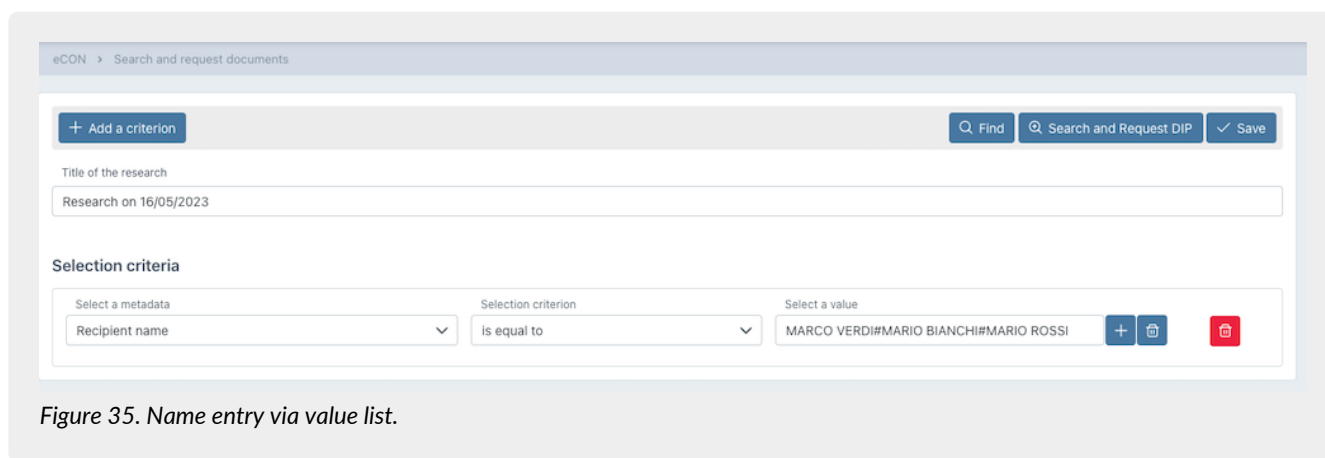 eCON > Search and request documents
+ Add a criterion
Find
Search and Request DIP
Save
Title of the research
Research on 16/05/2023
Selection criteria
Select a metadata
Selection criterion
Select a value
Recipient name
is equal to
MARCO VERDI#MARIO BIANCHI#MARIO ROSSI
Figure 35. Name entry via value list.